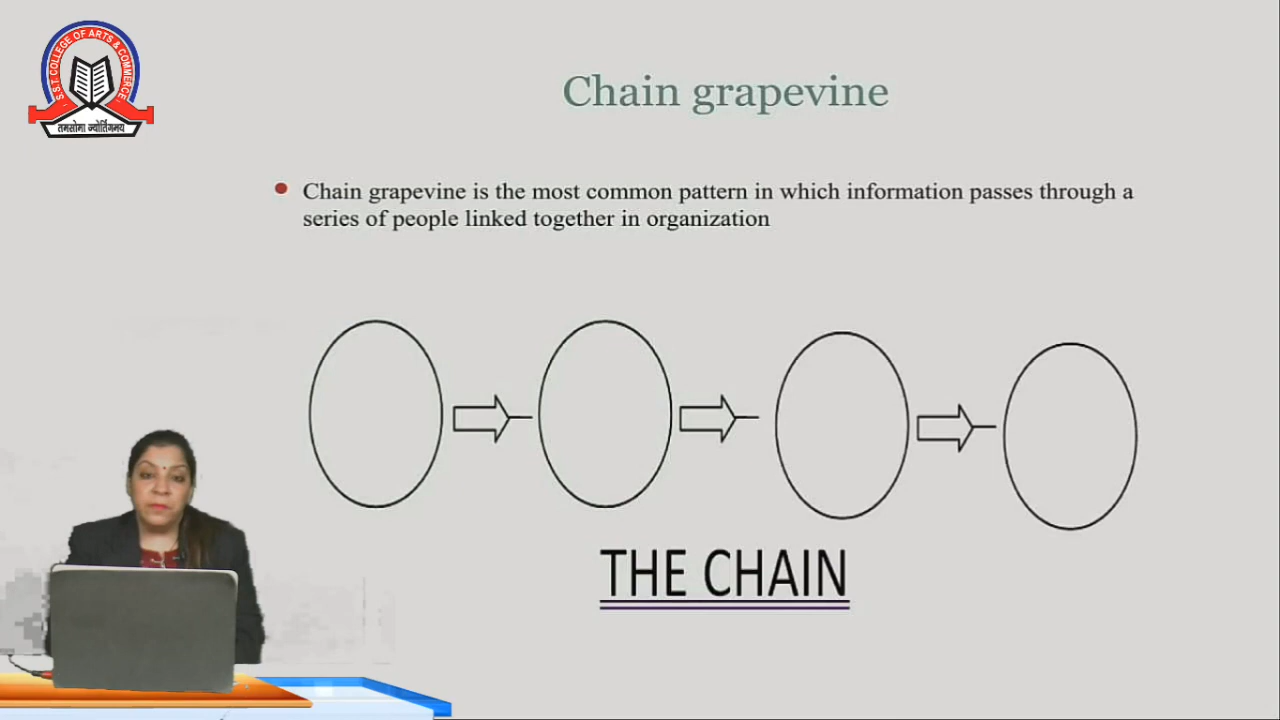 S.S.T. COLLEGE OF ARTS & COMMERCE
तमसोमा ज्योर्तिगमय
Chain grapevine
Chain grapevine is the most common pattern in which information passes through a
series of people linked together in organization
THE CHAIN